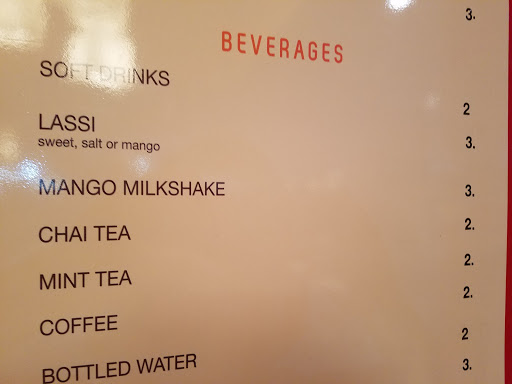 3.
BEVERAGES
SOFT DRINKS
2
LASSI
3.
sweet, salt or mango
MANGO MILKSHAKE 3.
CHAI TEA 2.
2.
MINT TEA 2.
COFFEE 2
BOTTLED WATER 3.